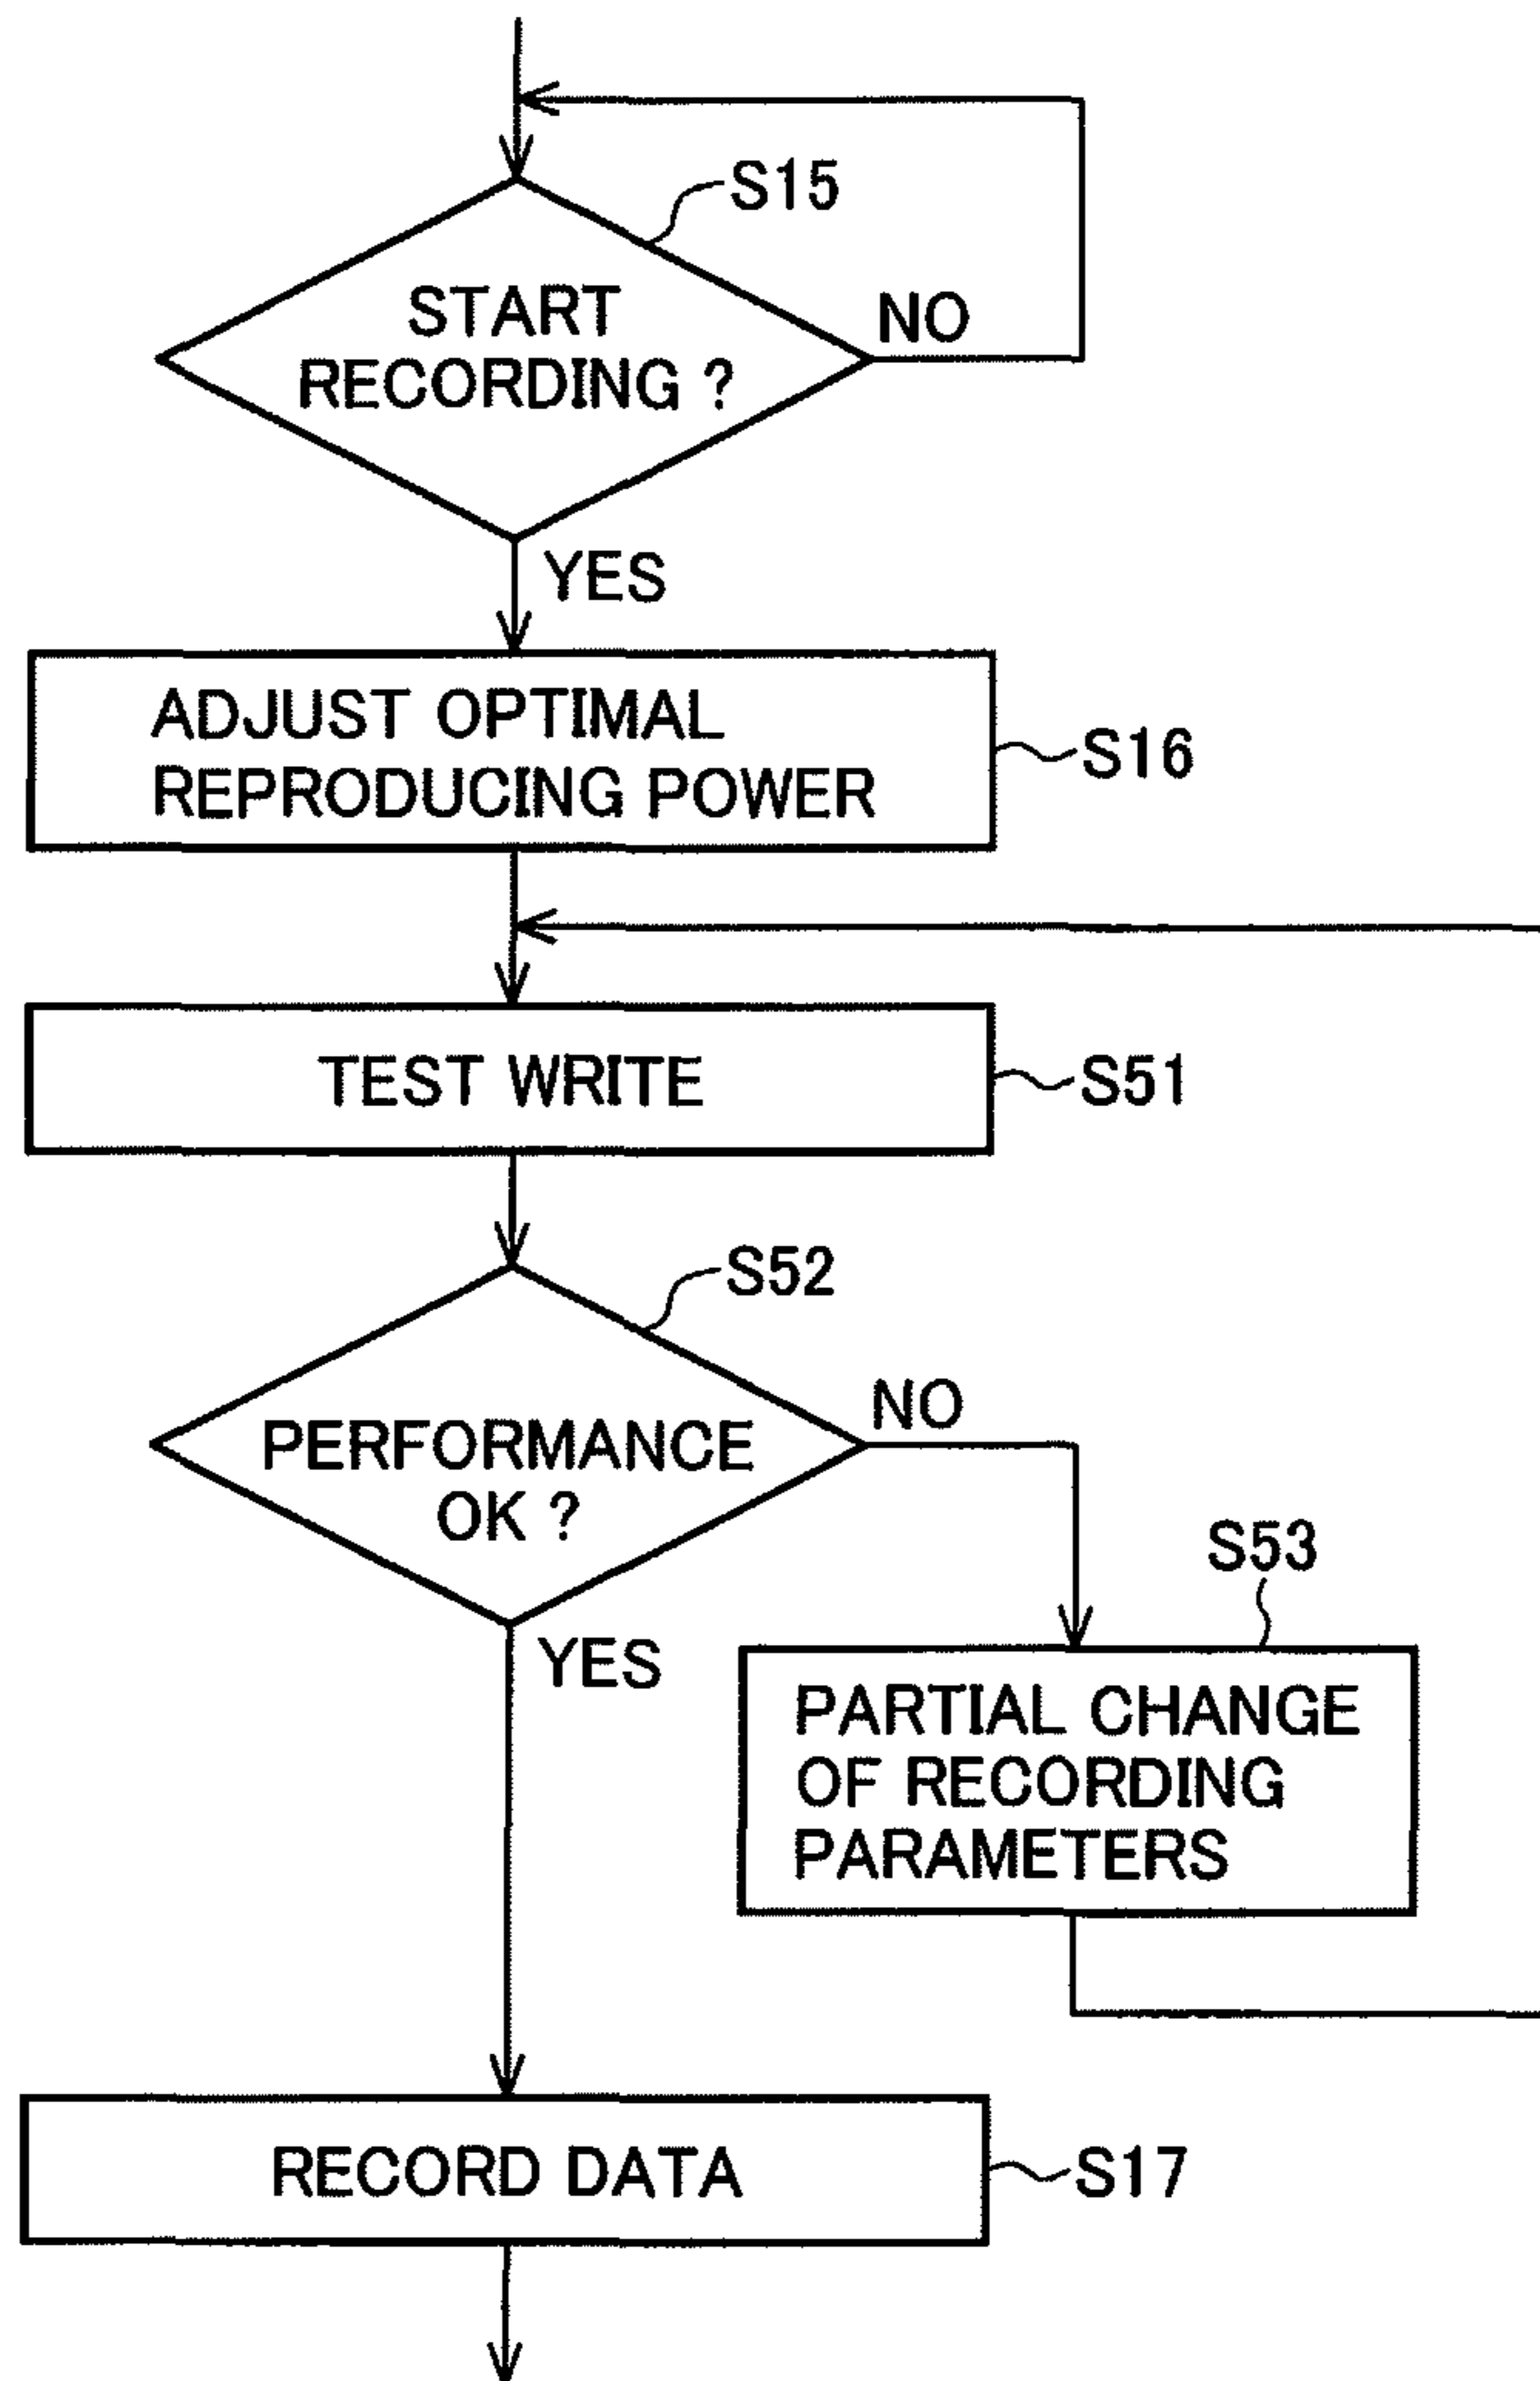 S15
START
RECORDING ?
NO
YES
ADJUST OPTIMAL
REPRODUCING POWER
S16
TEST WRITE
S51
S52
PERFORMANCE
OK ?
NO
YES
S53
PARTIAL CHANGE
OF RECORDING
PARAMETERS
RECORD DATA
S17